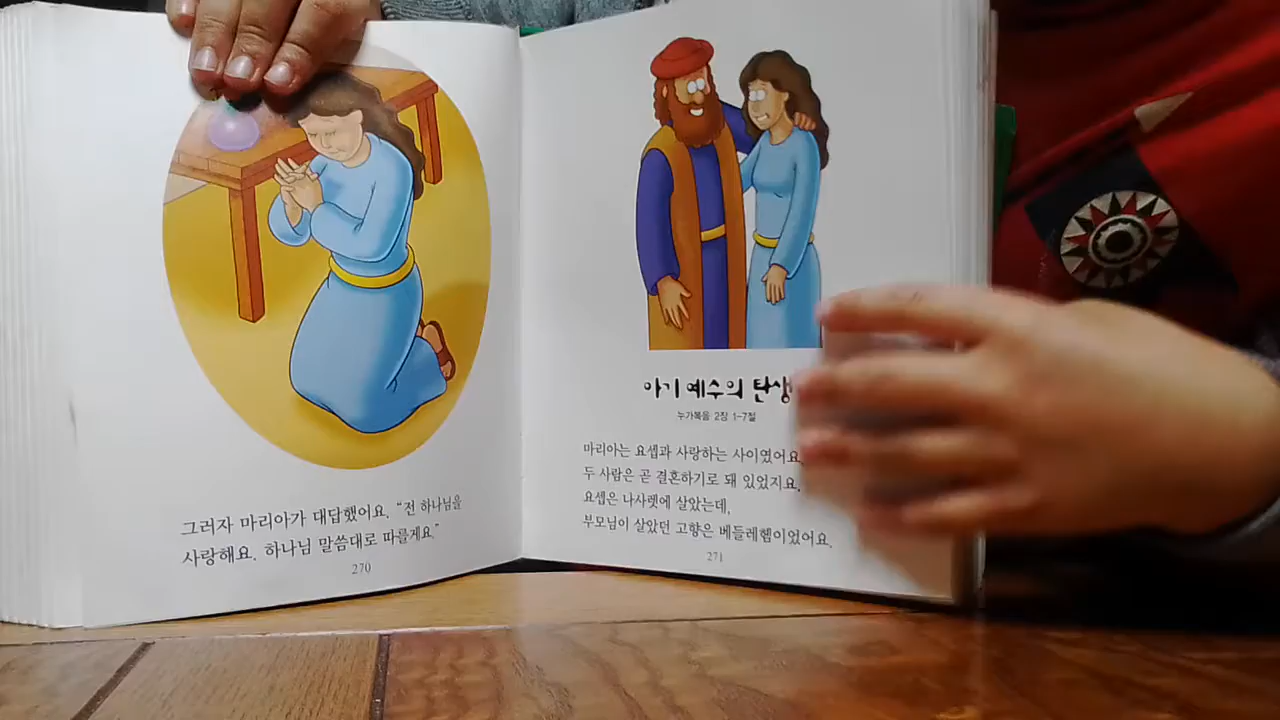 그러자 마리아가 대답했어요. “전 하나님을
사랑해요. 하나님 말씀대로 따를게요.”
270
아기 예수의 탄생
누가복음 2장 1-7절
마리아는 요셉과 사랑하는 사이였어요.
두 사람은 곧 결혼하기로 돼 있었지요.
요셉은 나사렛에 살았는데,
부모님이 살았던 고향은 베들레헴이었어요.
271